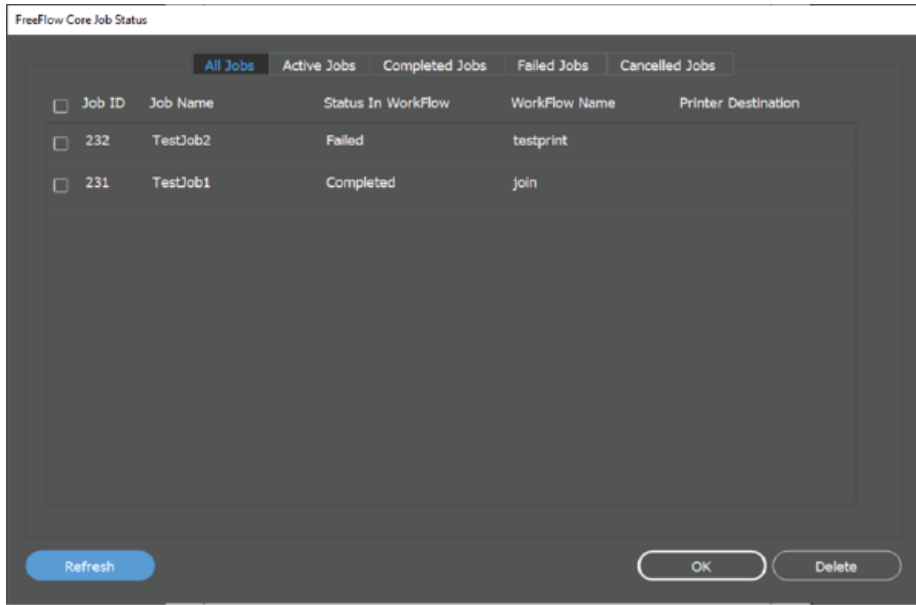 FreeFlow Core Job Status
All Jobs Active Jobs Completed Jobs Failed Jobs Cancelled Jobs
Job ID Job Name Status In WorkFlow WorkFlow Name Printer Destination
232 TestJob2 Failed testprint
231 TestJob1 Completed join
Refresh OK Delete